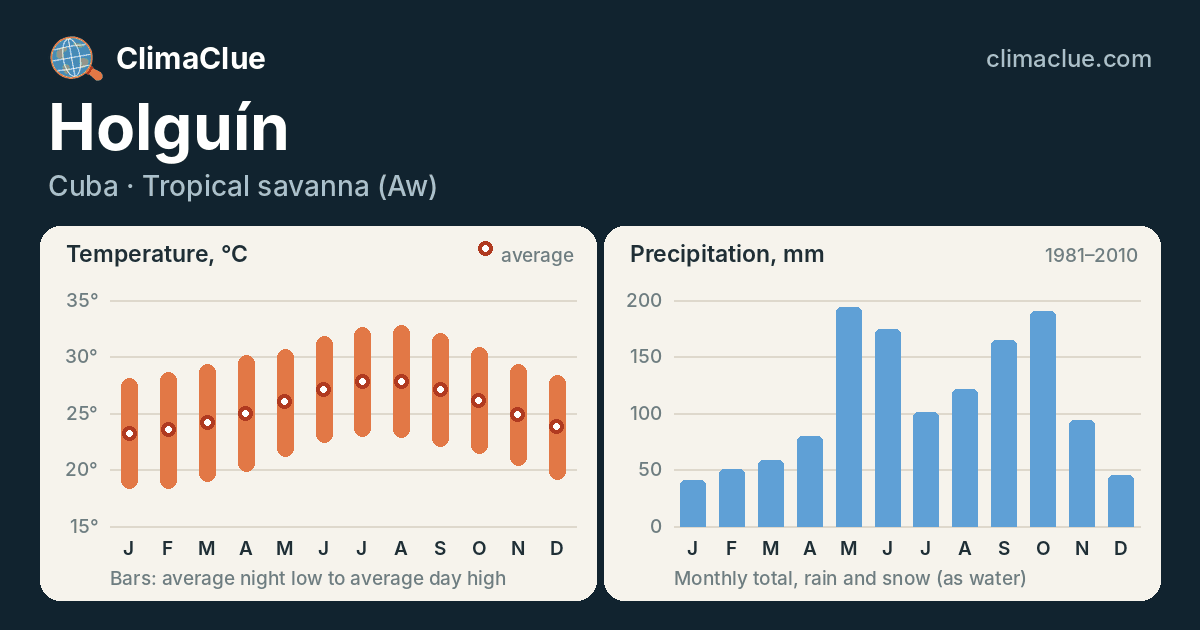 ClimaClue
climaclue.com
Holguín
Cuba · Tropical savanna (Aw)
Temperature, °C
average
35°
30°
25°
20°
15°
J F M A M J J A S O N D
Bars: average night low to average day high
Precipitation, mm
1981–2010
200
150
100
50
0
J F M A M J J A S O N D
Monthly total, rain and snow (as water)